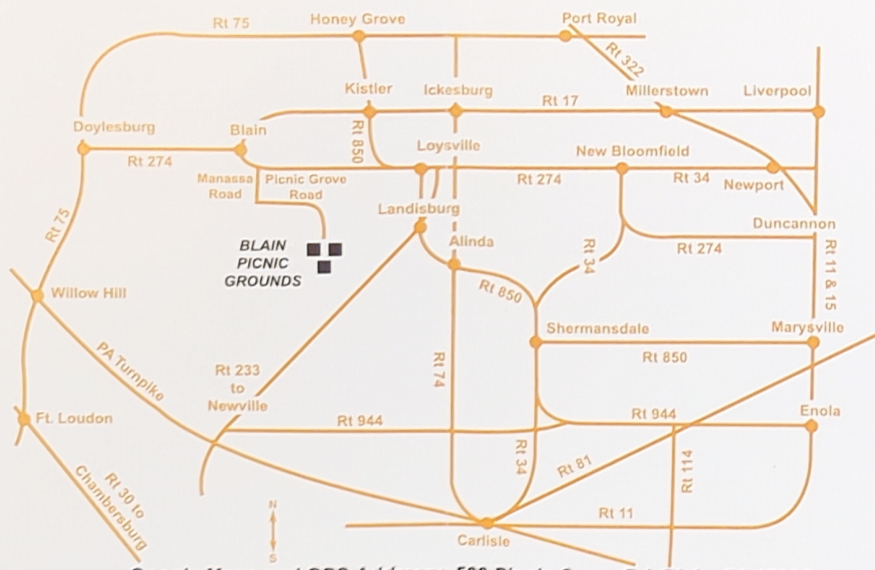 Rt 75
Honey Grove
Port Royal
Rt 322
Kistler
Ickesburg
Rt 17
Millerstown
Liverpool
Doylesburg
Blain
Rt 850
Loysville
New Bloomfield
Rt 274
Manassa
Road
Picnic Grove
Road
Rt 274
Rt 34
Newport
Landisburg
Duncannon
Rt 75
BLAIN
PICNIC
GROUNDS
Alinda
Rt 34
Rt 274
Rt 11 & 15
Willow Hill
Rt 850
Shermansdale
Marysville
PA Turnpike
Rt 233
to
Newville
Rt 74
Rt 850
Ft. Loudon
Rt 944
Rt 944
Enola
Rt 30 to
Chambersburg
Rt 34
Rt 81
Rt 114
N
S
Rt 11
Carlisle